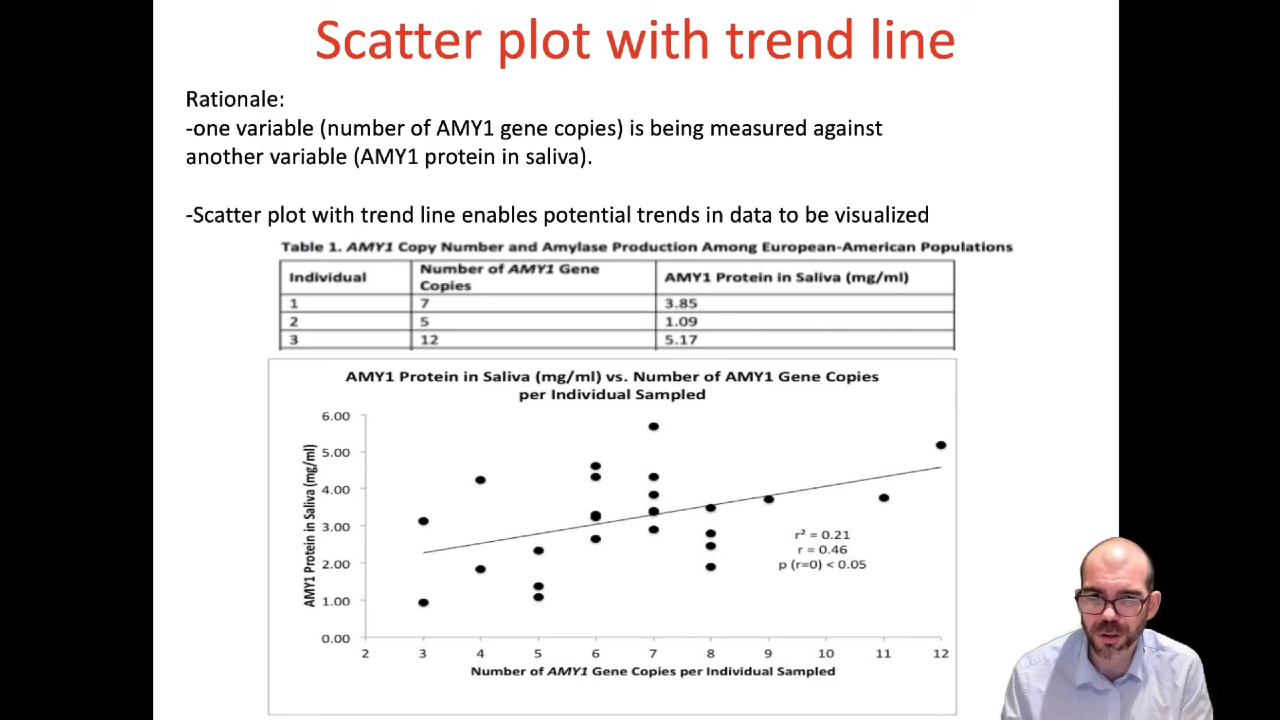 Scatter plot with trend line
Rationale:
-one variable (number of AMY1 gene copies) is being measured against
another variable (AMY1 protein in saliva).
-Scatter plot with trend line enables potential trends in data to be visualized
Table 1. AMY1 Copy Number and Amylase Production Among European-American Populations
Individual
Number of AMY1 Gene
Copies
AMY1 Protein in Saliva (mg/ml)
1 7 3.85
2 5 1.09
3 12 5.17
AMY1 Protein in Saliva (mg/ml) vs. Number of AMY1 Gene Copies
per Individual Sampled
AMY1 Protein in Saliva (mg/ml)
6.00
5.00
4.00
3.00
2.00
1.00
0.00
r² = 0.21
r = 0.46
p (r=0) < 0.05
2 3 4 5 6 7 8 9 10 11 12
Number of AMY1 Gene Copies per Individual Sampled